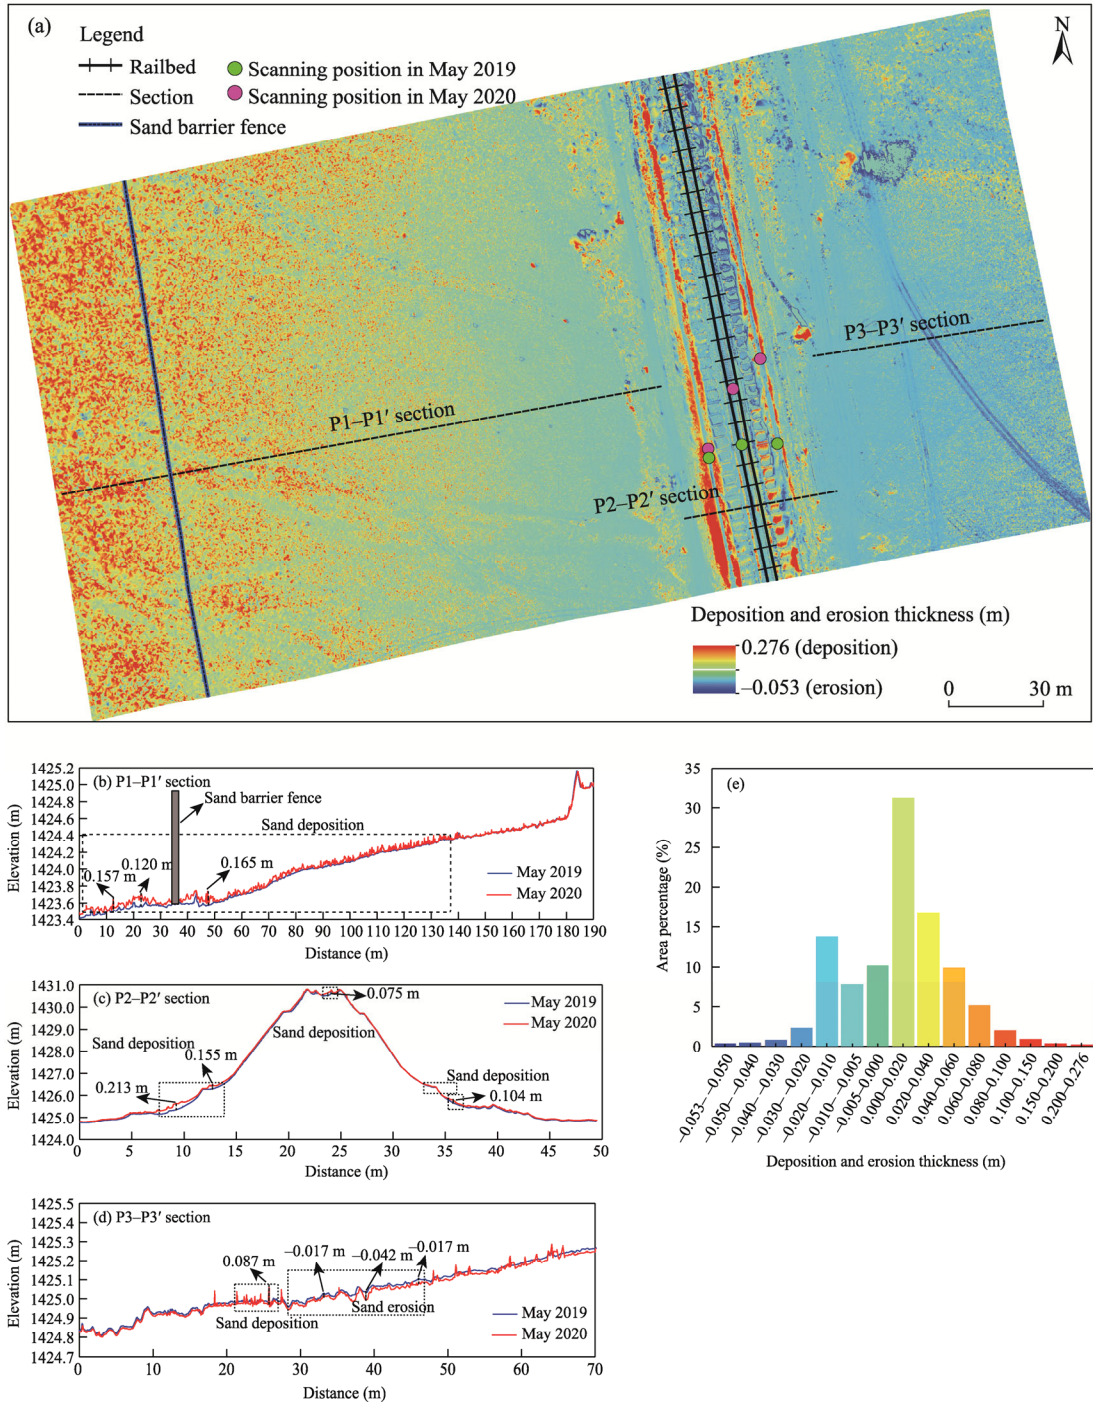 (a)
Legend
Railbed
Section
Sand barrier fence
Scanning position in May 2019
Scanning position in May 2020
N
P1–P1′ section
P2–P2′ section
P3–P3′ section
Deposition and erosion thickness (m)
0.276 (deposition)
–0.053 (erosion)
0 30 m
(b) P1–P1′ section
Elevation (m)
1425.2
1425.0
1424.8
1424.6
1424.4
1424.2
1424.0
1423.8
1423.6
1423.4
Sand barrier fence
Sand deposition
0.157 m
0.120 m
0.165 m
May 2019
May 2020
0 10 20 30 40 50 60 70 80 90 100 110 120 130 140 150 160 170 180 190
Distance (m)
(c) P2–P2′ section
Elevation (m)
1431.0
1430.0
1429.0
1428.0
1427.0
1426.0
1425.0
1424.0
0.075 m
May 2019
May 2020
Sand deposition
Sand deposition
0.155 m
0.213 m
Sand deposition
0.104 m
0 5 10 15 20 25 30 35 40 45 50
Distance (m)
(d) P3–P3′ section
Elevation (m)
1425.5
1425.4
1425.3
1425.2
1425.1
1425.0
1424.9
1424.8
1424.7
0.087 m
–0.017 m
–0.042 m
–0.017 m
Sand erosion
Sand deposition
May 2019
May 2020
0 10 20 30 40 50 60 70
Distance (m)
(e)
Area percentage (%)
35
30
25
20
15
10
5
0
–0.053––0.050
–0.050––0.040
–0.040––0.030
–0.030––0.020
–0.020––0.010
–0.010––0.005
–0.005–0.000
0.000–0.020
0.020–0.040
0.040–0.060
0.060–0.080
0.080–0.100
0.100–0.150
0.150–0.200
0.200–0.276
Deposition and erosion thickness (m)